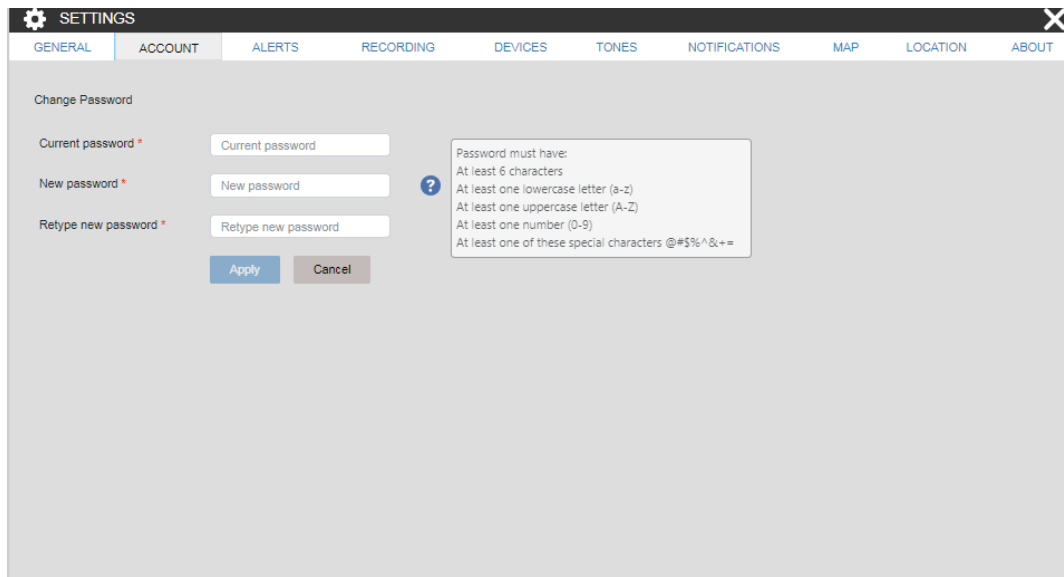 SETTINGS
GENERAL ACCOUNT ALERTS RECORDING DEVICES TONES NOTIFICATIONS MAP LOCATION ABOUT
Change Password
Current password * Current password
New password * New password ?
Retype new password * Retype new password
Apply Cancel
Password must have:
At least 6 characters
At least one lowercase letter (a-z)
At least one uppercase letter (A-Z)
At least one number (0-9)
At least one of these special characters @#$%^&+=